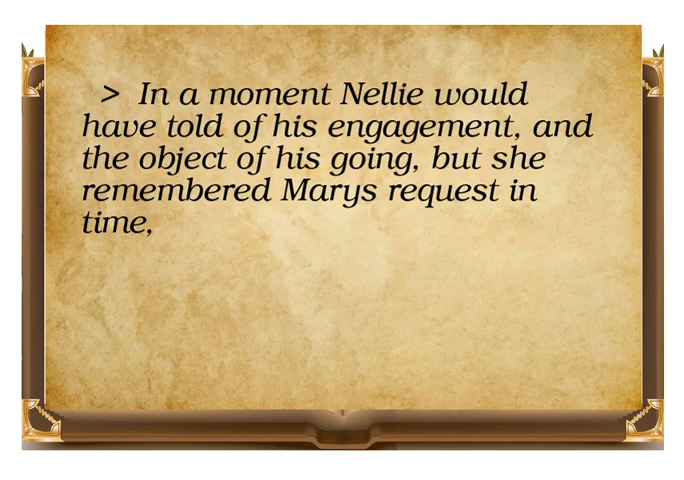 > In a moment Nellie would
have told of his engagement, and
the object of his going, but she
remembered Marys request in
time,